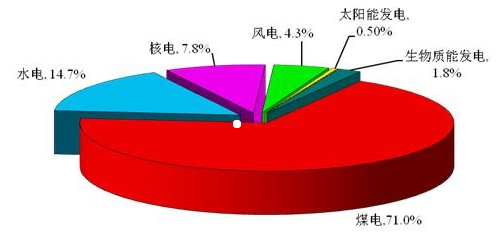 太阳能发电,
0.50%
风电, 4.3%
核电, 7.8%
生物质能发电,
1.8%
水电, 14.7%
煤电,71.0%